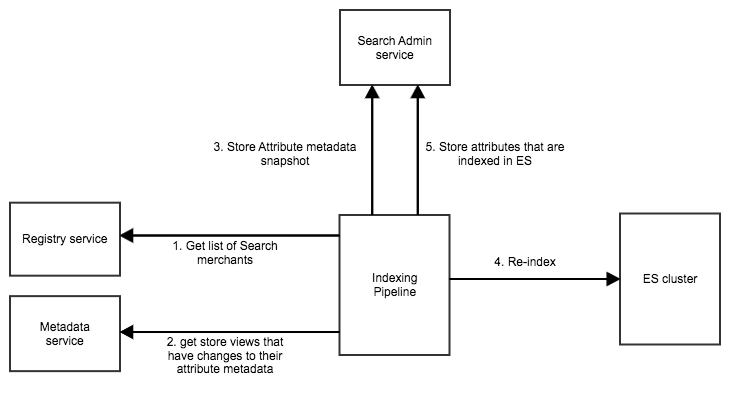 Search Admin
service
3. Store Attribute metadata
snapshot
5. Store attributes that are
indexed in ES
Registry service
1. Get list of Search
merchants
Indexing
Pipeline
4. Re-index
ES cluster
Metadata
service
2. get store views that
have changes to their
attribute metadata